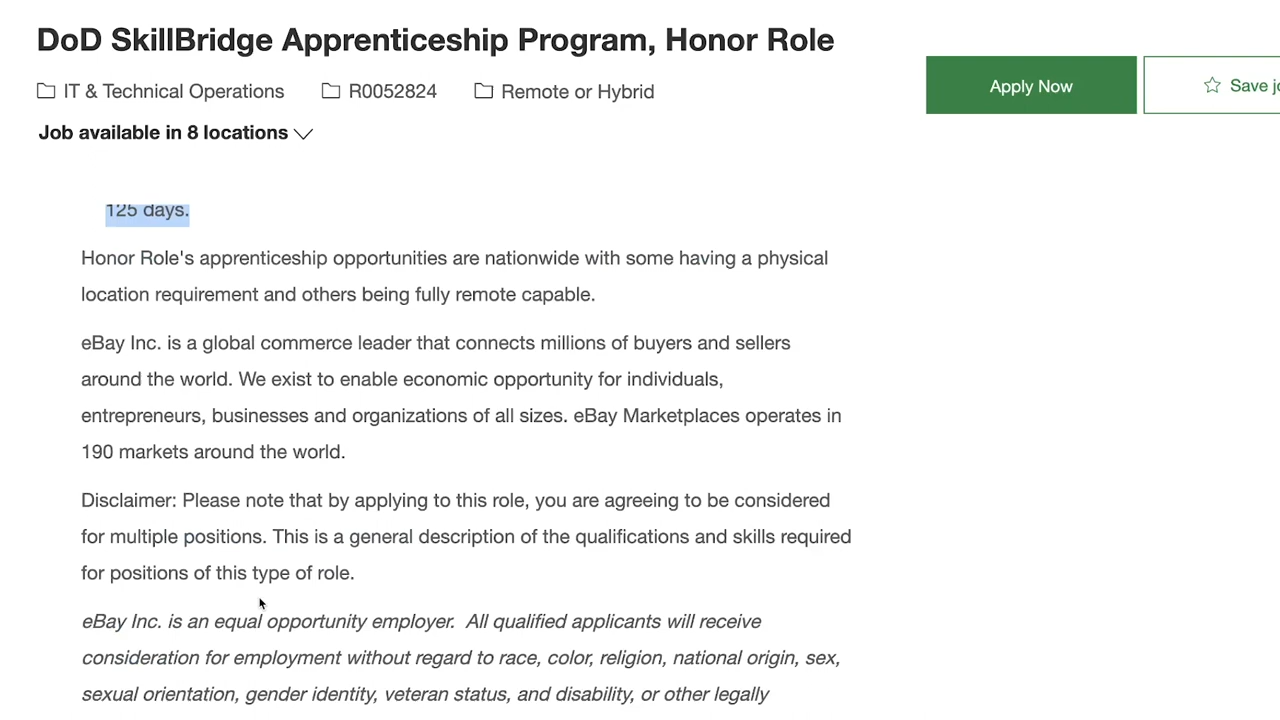 DoD SkillBridge Apprenticeship Program, Honor Role
IT & Technical Operations R0052824 Remote or Hybrid
Apply Now
Save
Job available in 8 locations
125 days.
Honor Role's apprenticeship opportunities are nationwide with some having a physical
location requirement and others being fully remote capable.
eBay Inc. is a global commerce leader that connects millions of buyers and sellers
around the world. We exist to enable economic opportunity for individuals,
entrepreneurs, businesses and organizations of all sizes. eBay Marketplaces operates in
190 markets around the world.
Disclaimer: Please note that by applying to this role, you are agreeing to be considered
for multiple positions. This is a general description of the qualifications and skills required
for positions of this type of role.
eBay Inc. is an equal opportunity employer.  All qualified applicants will receive
consideration for employment without regard to race, color, religion, national origin, sex,
sexual orientation, gender identity, veteran status, and disability, or other legally